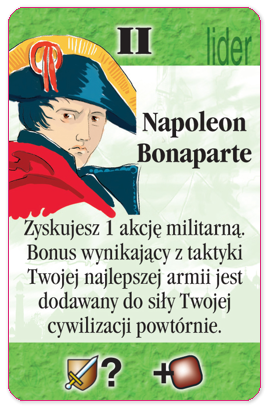 II
lider
Napoleon
Bonaparte
Zyskujesz 1 akcję militarną.
Bonus wynikający z taktyki
Twojej najlepszej armii jest
dodawany do siły Twojej
cywilizacji powtórnie.
? +